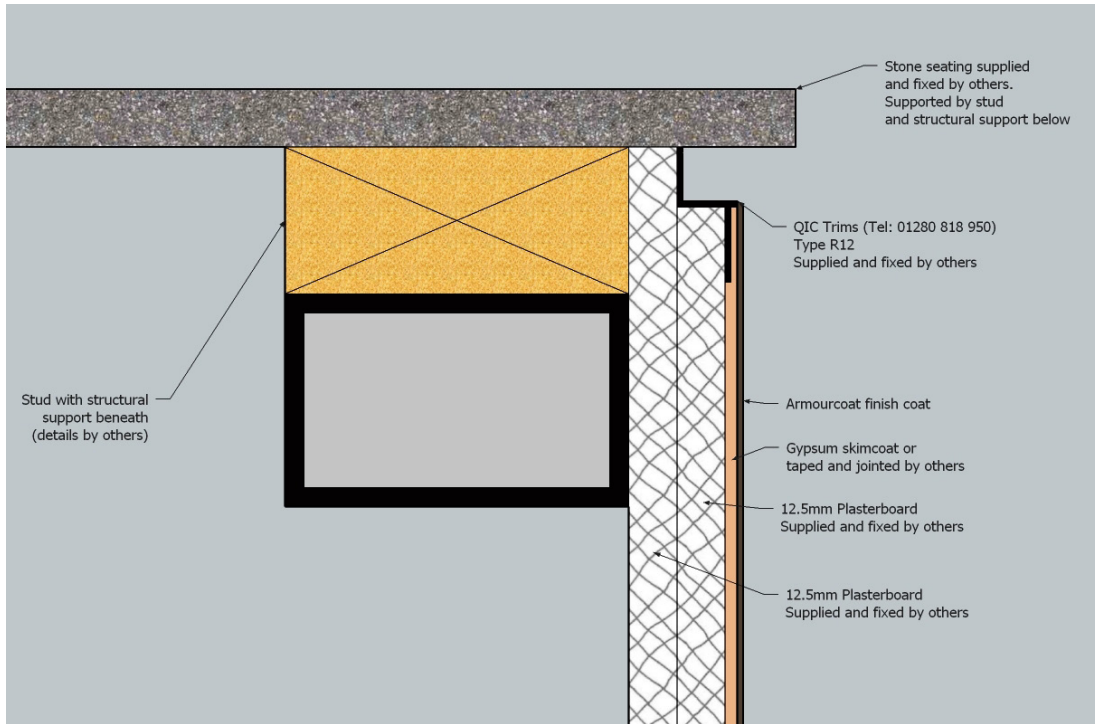 Stone seating supplied
and fixed by others.
Supported by stud
and structural support below
QIC Trims (Tel: 01280 818 950)
Type R12
Supplied and fixed by others
Stud with structural
support beneath
(details by others)
Armourcoat finish coat
Gypsum skimcoat or
taped and jointed by others
12.5mm Plasterboard
Supplied and fixed by others
12.5mm Plasterboard
Supplied and fixed by others